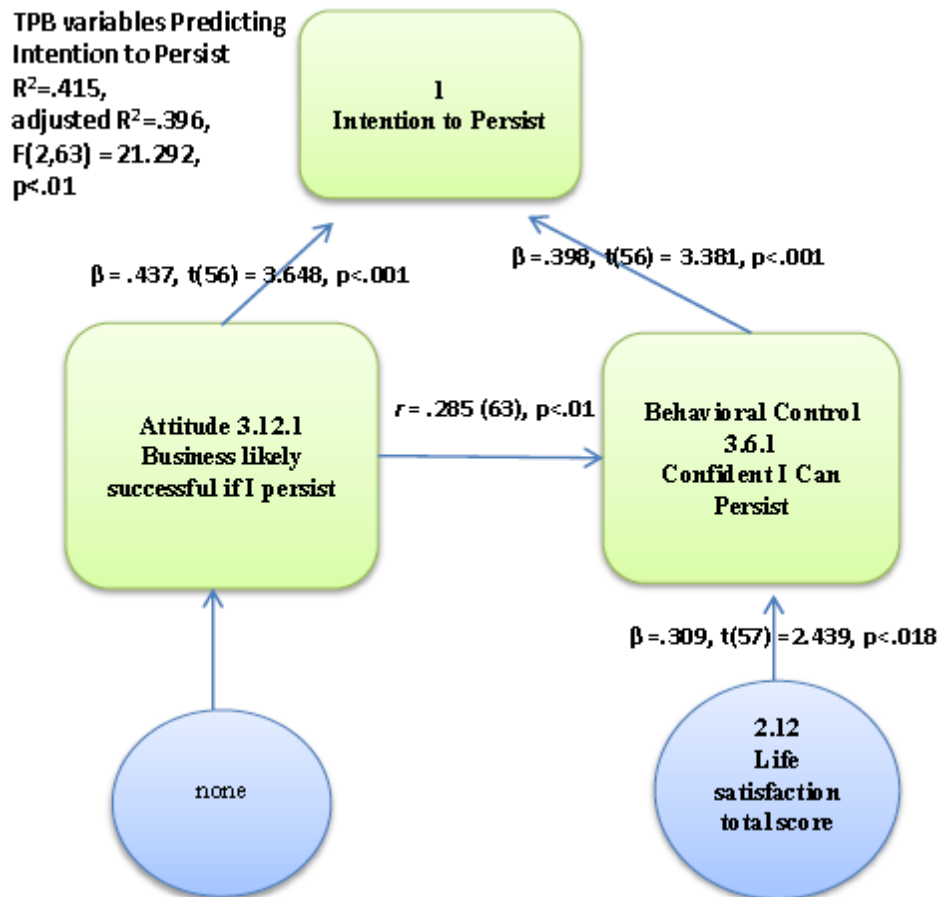 TPB variables Predicting
Intention to Persist
R²=.415,
adjusted R²=.396,
F(2,63) = 21.292,
p<.01
1
Intention to Persist
β = .437, t(56) = 3.648, p<.001
β=.398, t(56) = 3.381, p<.001
Attitude 3.12.1
Business likely
successful if I persist
r = .285 (63), p<.01
Behavioral Control
3.6.1
Confident I Can
Persist
β=.309, t(57) =2.439, p<.018
none
2.12
Life
satisfaction
total score